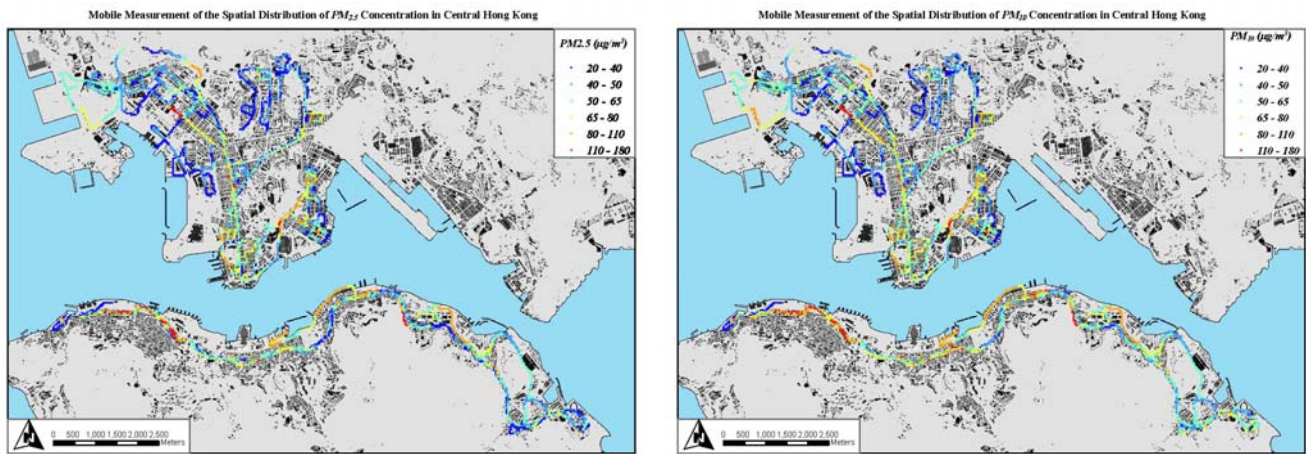 Mobile Measurement of the Spatial Distribution of PM2.5 Concentration in Central Hong Kong
PM2.5 (μg/m³)
20 - 40
40 - 50
50 - 65
65 - 80
80 - 110
110 - 180
N
0 500 1,000 1,500 2,000 2,500
Meters
Mobile Measurement of the Spatial Distribution of PM10 Concentration in Central Hong Kong
PM10 (μg/m³)
20 - 40
40 - 50
50 - 65
65 - 80
80 - 110
110 - 180
N
0 500 1,000 1,500 2,000 2,500
Meters